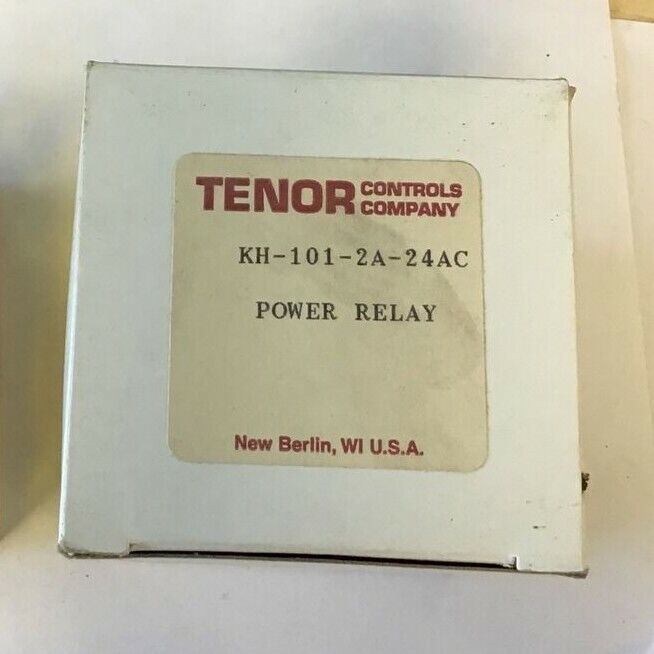 TENOR CONTROLS COMPANY
KH-101-2A-24AC
POWER RELAY
New Berlin, WI U.S.A.